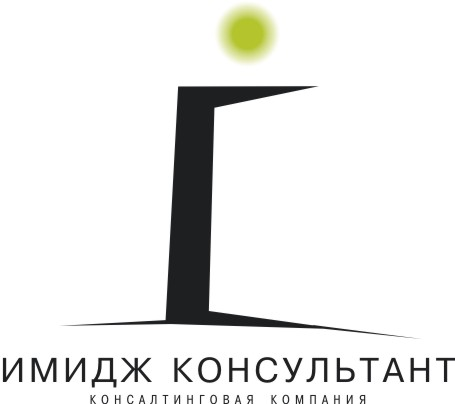 ИМИДЖ КОНСУЛЬТАНТ
КОНСАЛТИНГОВАЯ КОМПАНИЯ